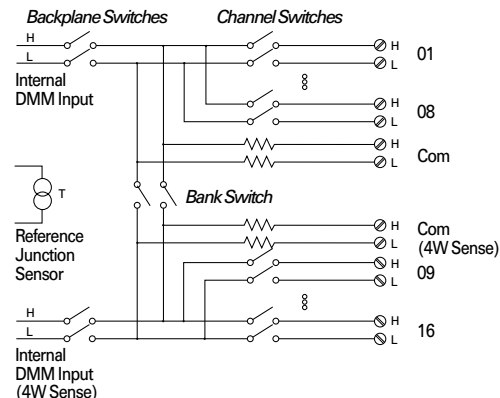 Backplane Switches Channel Switches
H H
L L 01
Internal
DMM Input
H
L 08
H
L Com
T
Bank Switch
Reference
Junction
Sensor
H Com
L (4W Sense)
H 09
L
H H
L L 16
Internal
DMM Input
(4W Sense)